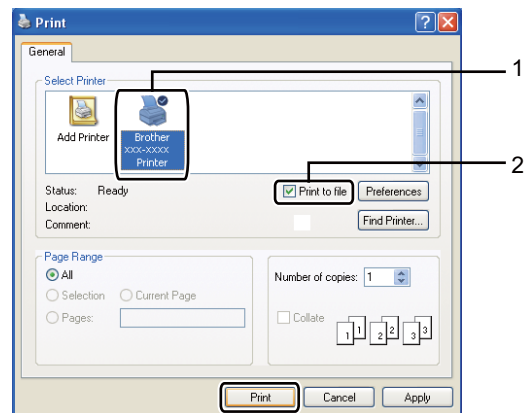 Print
General
1
Select Printer
Add Printer
Brother
xxx-xxxx
Printer
2
Status: Ready
Print to file
Preferences
Location:
Comment:
Find Printer...
Page Range
All
Selection
Current Page
Pages:
Number of copies: 1
Collate
1 1 2 2 3 3
Print
Cancel
Apply